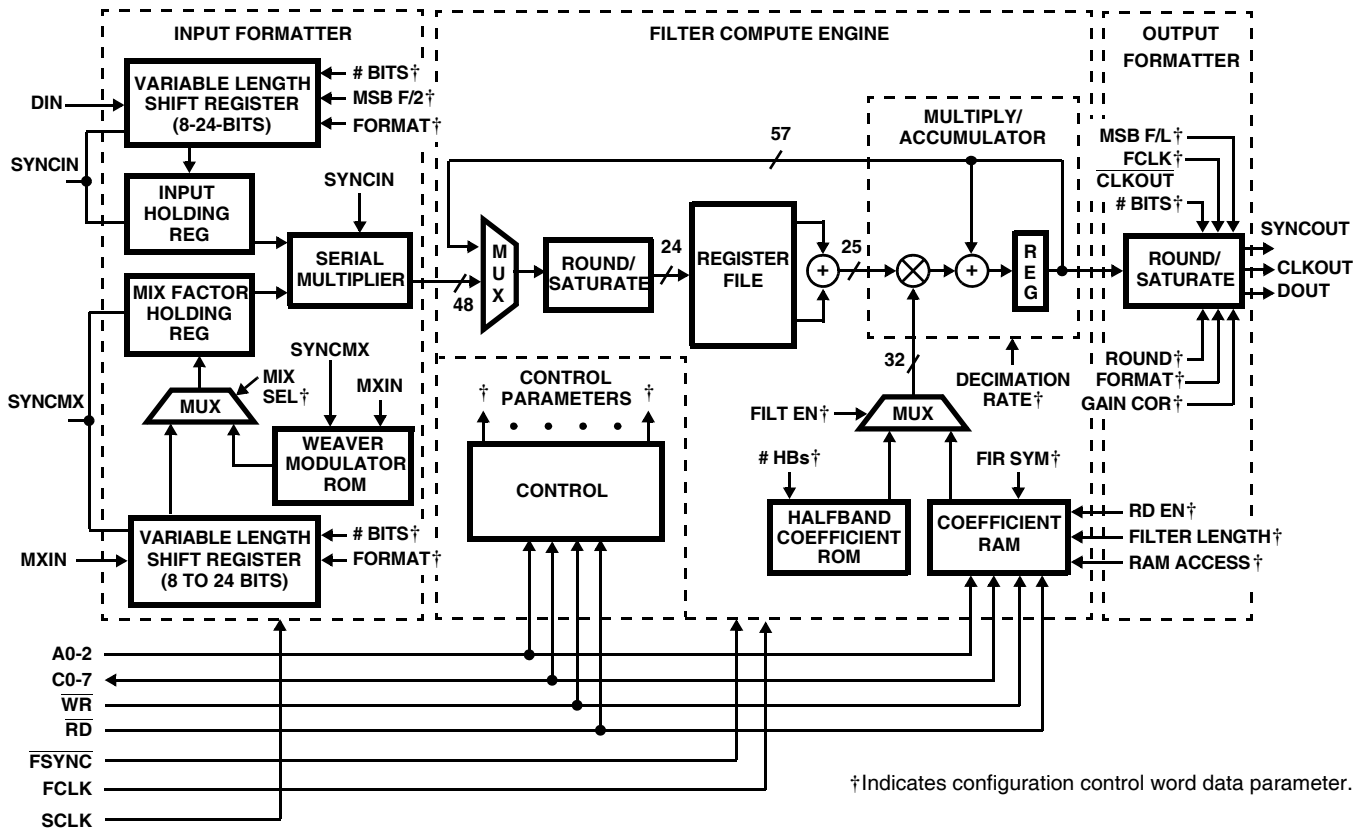 INPUT FORMATTER
VARIABLE LENGTH
SHIFT REGISTER
(8-24-BITS)
# BITS†
MSB F/2†
FORMAT†
DIN
SYNCIN
INPUT
HOLDING
REG
SYNCIN
SERIAL
MULTIPLIER
MIX FACTOR
HOLDING
REG
SYNCMX
SYNCMX
MIX
SEL†
MXIN
MUX
WEAVER
MODULATOR
ROM
MXIN
VARIABLE LENGTH
SHIFT REGISTER
(8 TO 24 BITS)
# BITS†
FORMAT†
FILTER COMPUTE ENGINE
48
MUX
ROUND/
SATURATE
24
REGISTER
FILE
+
25
57
MULTIPLY/
ACCUMULATOR
+
REG
32
DECIMATION
RATE†
FILT EN†
MUX
# HBs†
HALFBAND
COEFFICIENT
ROM
FIR SYM†
COEFFICIENT
RAM
RD EN†
FILTER LENGTH†
RAM ACCESS†
† CONTROL †
PARAMETERS
CONTROL
OUTPUT
FORMATTER
MSB F/L†
FCLK†
CLKOUT
# BITS†
ROUND/
SATURATE
SYNCOUT
CLKOUT
DOUT
ROUND†
FORMAT†
GAIN COR†
A0-2
C0-7
WR
RD
FSYNC
FCLK
SCLK
†Indicates configuration control word data parameter.